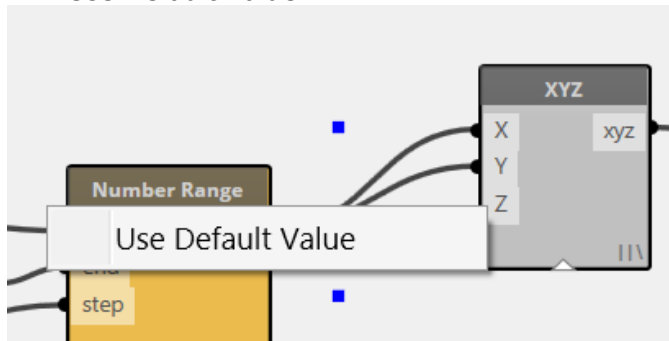 XYZ
X
xyz
Y
Number Range
Z
Use Default Value
end
step